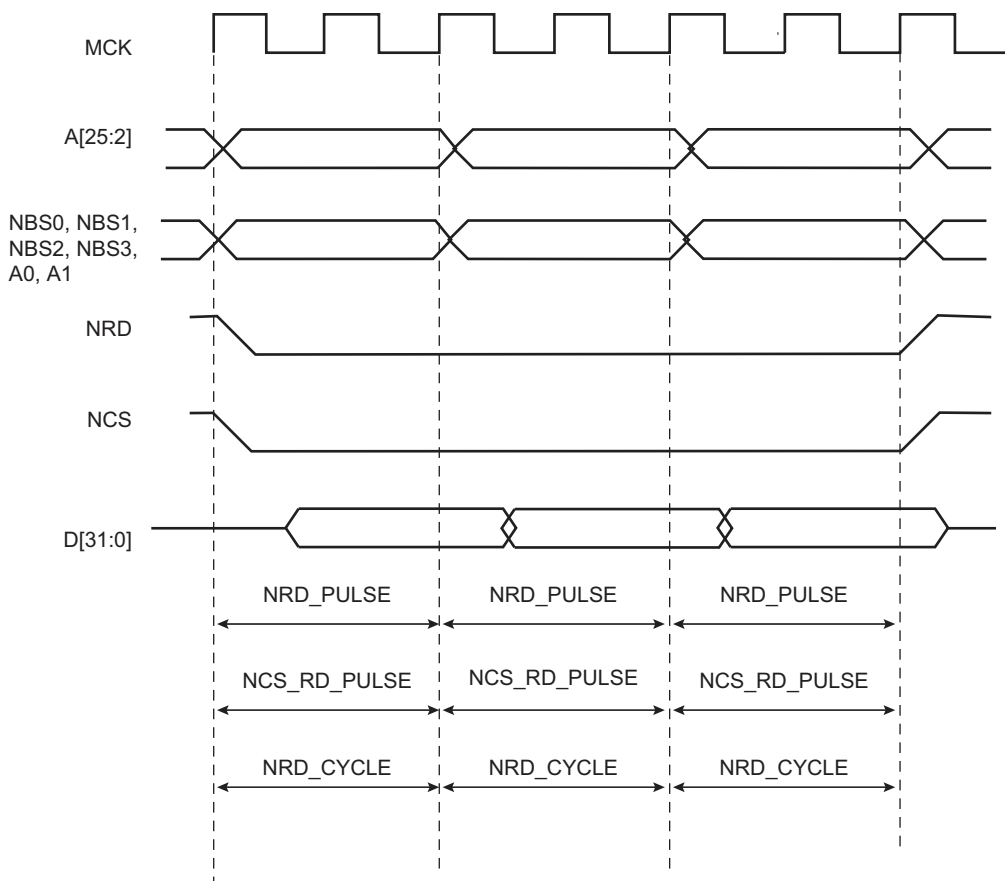 MCK
A[25:2]
NBS0, NBS1,
NBS2, NBS3,
A0, A1
NRD
NCS
D[31:0]
NRD_PULSE NRD_PULSE NRD_PULSE
NCS_RD_PULSE NCS_RD_PULSE NCS_RD_PULSE
NRD_CYCLE NRD_CYCLE NRD_CYCLE